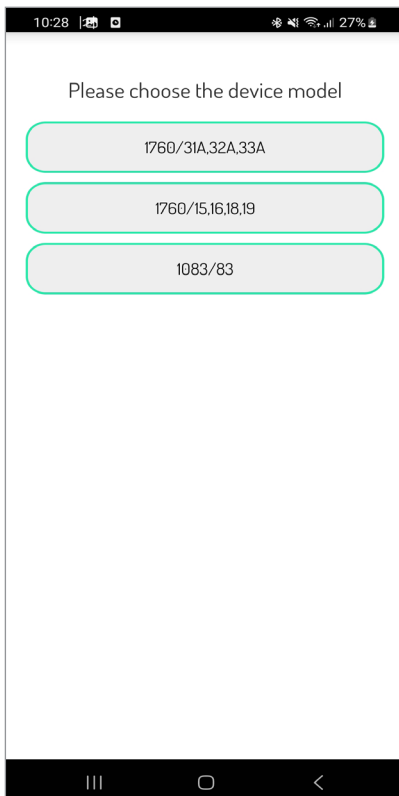 10:28
27%
Please choose the device model
1760/31A,32A,33A
1760/15,16,18,19
1083/83